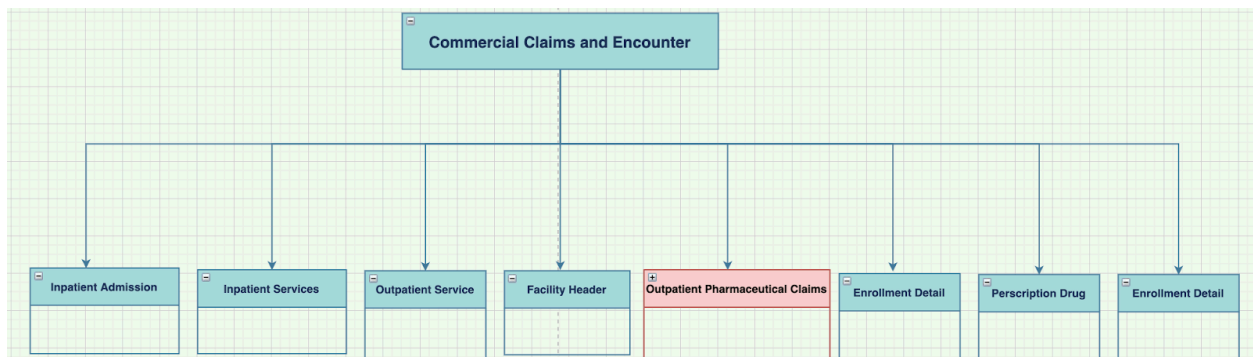 Commercial Claims and Encounter
Inpatient Admission
Inpatient Services
Outpatient Service
Facility Header
Outpatient Pharmaceutical Claims
Enrollment Detail
Perscription Drug
Enrollment Detail